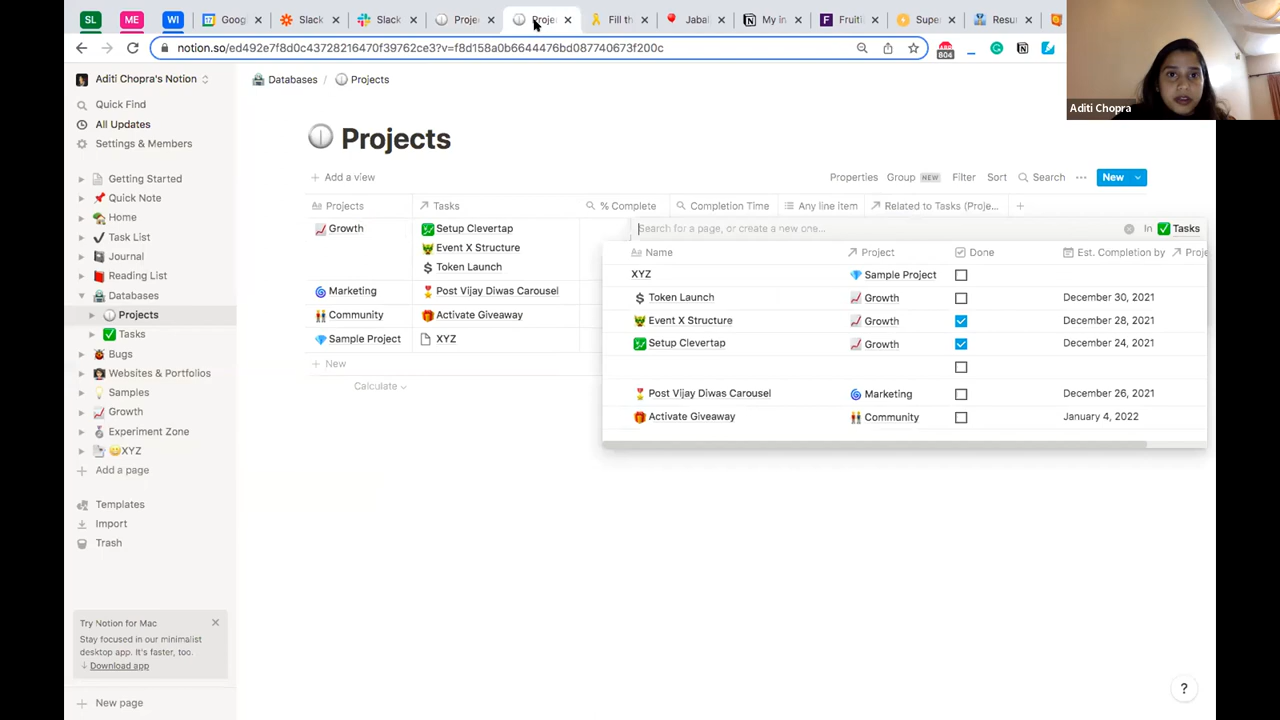 SL
ME
WI
Goog
Slack
Slack
Proje
Proje
Fill th
Jabal
My in
Fruiti
Super
Resur
notion.so/ed492e7f8d0c43728216470f39762ce3?v=f8d158a0b6644476bd087740673f200c
604
Aditi Chopra
Aditi Chopra's Notion
Quick Find
All Updates
Settings & Members
Getting Started
Quick Note
Home
Task List
Journal
Reading List
Databases
Projects
Tasks
Bugs
Websites & Portfolios
Samples
Growth
Experiment Zone
XYZ
Add a page
Templates
Import
Trash
Try Notion for Mac
Stay focused in our minimalist
desktop app. It's faster, too.
Download app
New page
Databases / Projects
Projects
Add a view
Properties Group NEW Filter Sort Search New
Projects Tasks % Complete Completion Time Any line item Related to Tasks (Proje...
Growth Setup Clevertap
Event X Structure
Token Launch
Marketing Post Vijay Diwas Carousel
Community Activate Giveaway
Sample Project XYZ
New
Calculate
Search for a page, or create a new one... In Tasks
Name Project Done Est. Completion by Proje
XYZ Sample Project
Token Launch Growth December 30, 2021
Event X Structure Growth December 28, 2021
Setup Clevertap Growth December 24, 2021
Post Vijay Diwas Carousel Marketing December 26, 2021
Activate Giveaway Community January 4, 2022
?